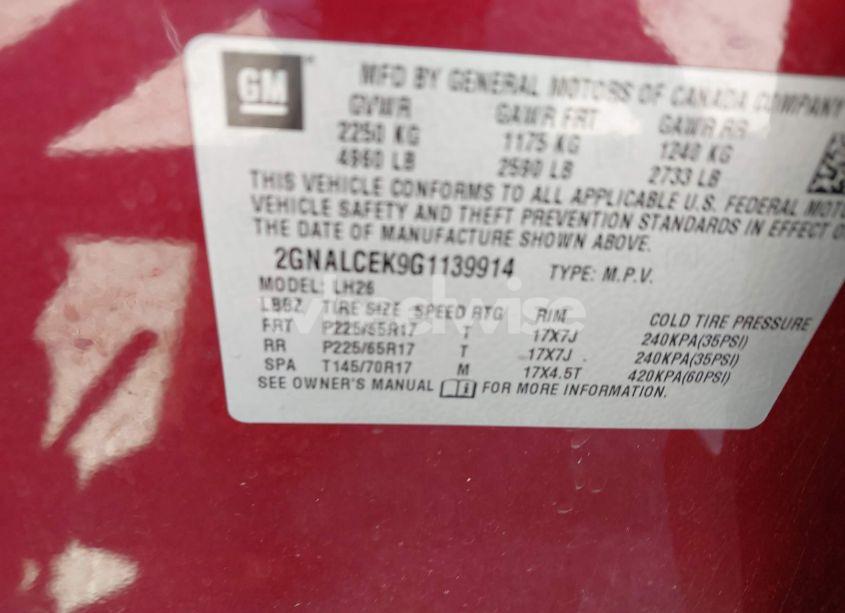 GM
MFD BY GENERAL MOTORS OF CANADA COMPANY
GVWR GAWR FRT GAWR RR
2250 KG 1175 KG 1240 KG
4960 LB 2590 LB 2733 LB
THIS VEHICLE CONFORMS TO ALL APPLICABLE U.S. FEDERAL MOTO
VEHICLE SAFETY AND THEFT PREVENTION STANDARDS IN EFFECT O
THE DATE OF MANUFACTURE SHOWN ABOVE.
2GNALCEK9G1139914 TYPE: M.P.V.
MODEL: LH26
TIRE SIZE SPEED RTG RIM COLD TIRE PRESSURE
FRT P225/65R17 T 17X7J 240KPA(35PSI)
RR P225/65R17 T 17X7J 240KPA(35PSI)
SPA T145/70R17 M 17X4.5T 420KPA(60PSI)
SEE OWNER'S MANUAL FOR MORE INFORMATION.